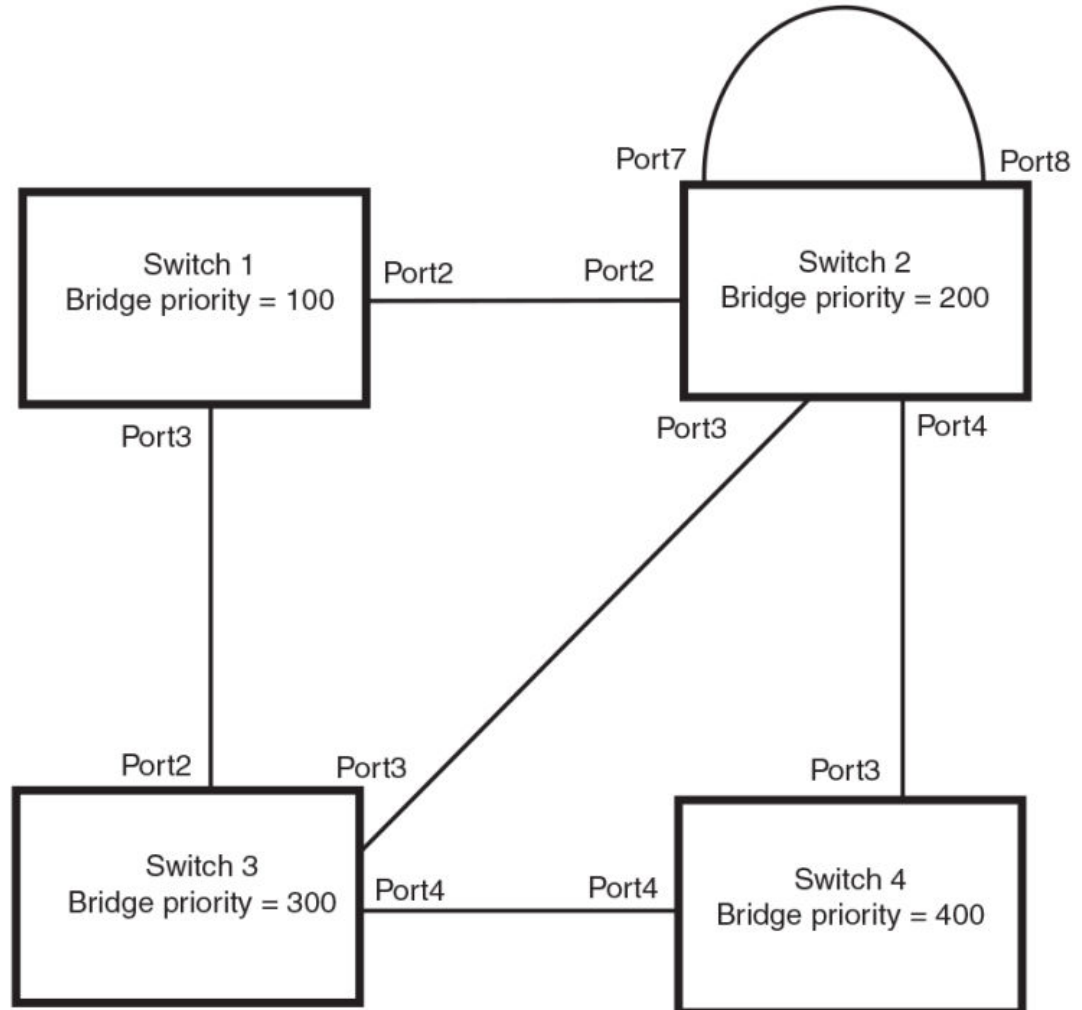 Port7
Port8
Switch 1
Bridge priority = 100
Port2
Port2
Switch 2
Bridge priority = 200
Port3
Port3
Port4
Port2
Port3
Port3
Switch 3
Bridge priority = 300
Port4
Port4
Switch 4
Bridge priority = 400